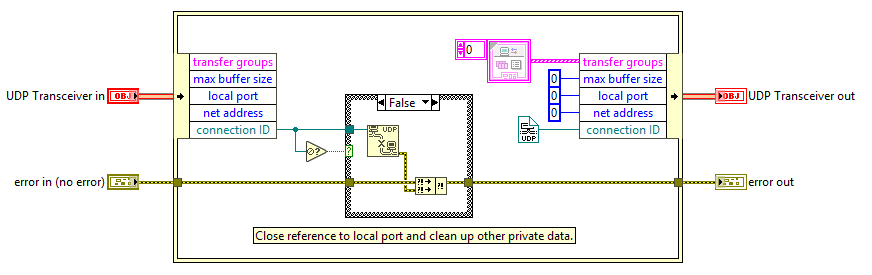 0
transfer groups
transfer groups
max buffer size
0
max buffer size
UDP Transceiver in
OBJ
local port
False
0
local port
OBJ
UDP Transceiver out
net address
0
net address
connection ID
UDP
UDP
connection ID
?
?
error in (no error)
?!
?!
?!
error out
Close reference to local port and clean up other private data.